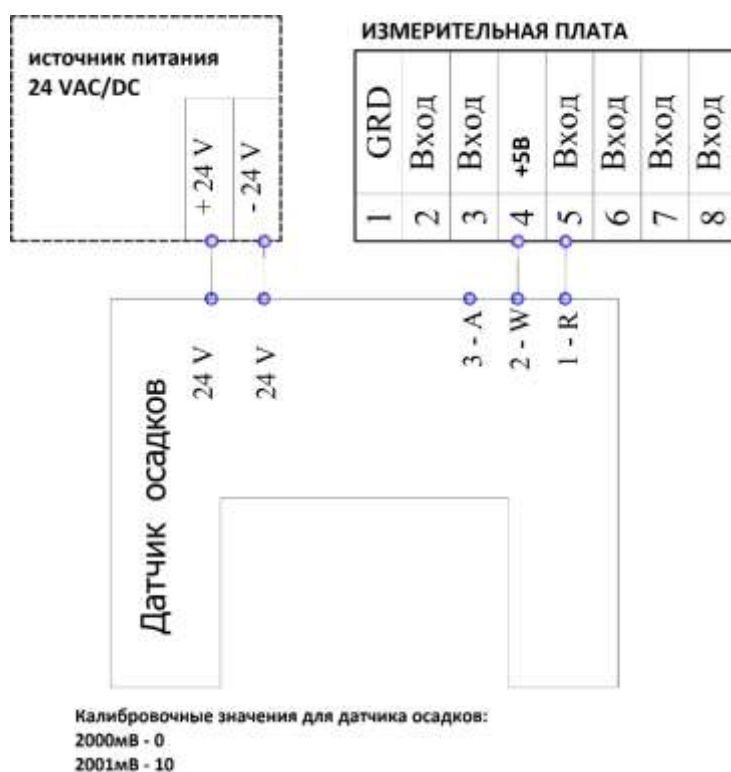 источник питания
24 VAC/DC
+ 24 V
- 24 V
ИЗМЕРИТЕЛЬНАЯ ПЛАТА
GRD
Вход
Вход
+5В
Вход
Вход
Вход
Вход
1
2
3
4
5
6
7
8
24 V
24 V
3 - A
2 - W
1 - R
Датчик осадков
Калибровочные значения для датчика осадков:
2000мВ - 0
2001мВ - 10